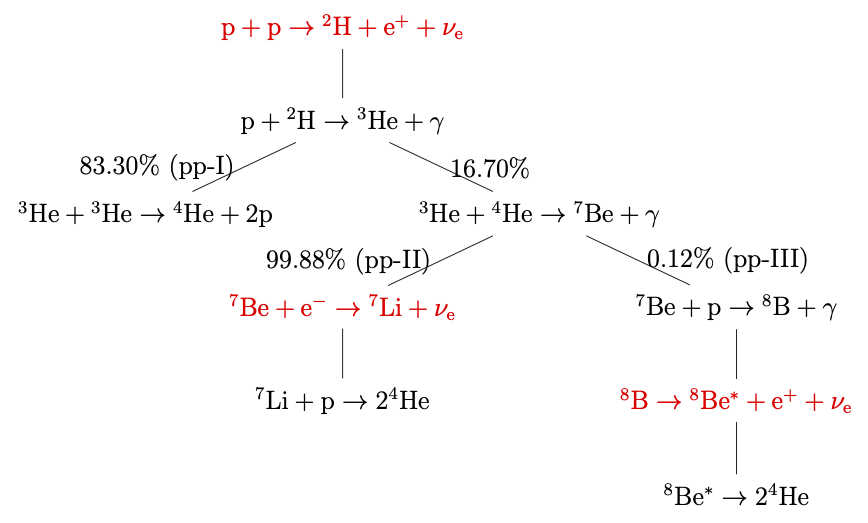 p + p → ²H + e⁺ + νₑ
p + ²H → ³He + γ
83.30% (pp-I)
16.70%
³He + ³He → ⁴He + 2p
³He + ⁴He → ⁷Be + γ
99.88% (pp-II)
0.12% (pp-III)
⁷Be + e⁻ → ⁷Li + νₑ
⁷Be + p → ⁸B + γ
⁷Li + p → 2⁴He
⁸B → ⁸Be* + e⁺ + νₑ
⁸Be* → 2⁴He